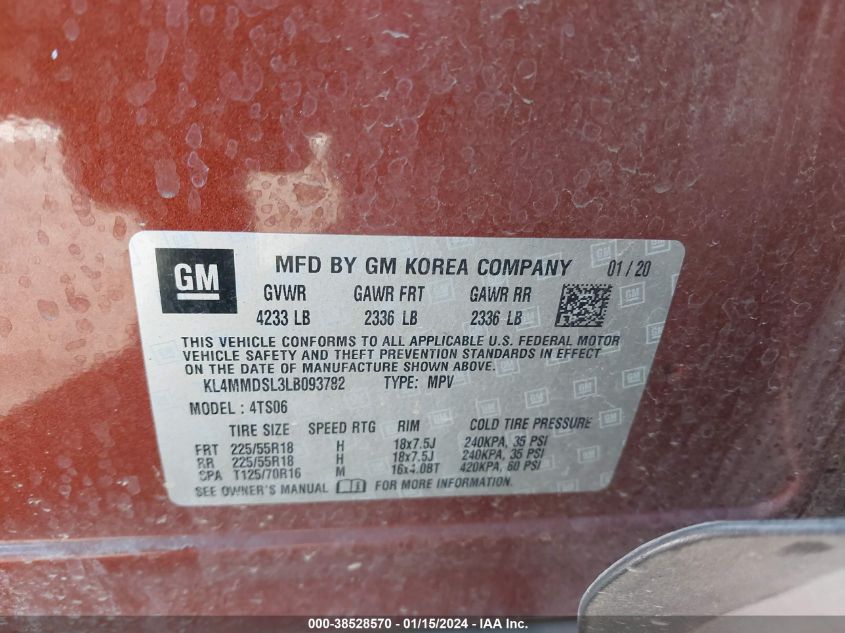 GM MFD BY GM KOREA COMPANY 01 / 20
GVWR GAWR FRT GAWR RR
4233 LB 2336 LB 2336 LB
THIS VEHICLE CONFORMS TO ALL APPLICABLE U.S. FEDERAL MOTOR
VEHICLE SAFETY AND THEFT PREVENTION STANDARDS IN EFFECT
ON THE DATE OF MANUFACTURE SHOWN ABOVE.
KL4MMDSL3LB093782 TYPE: MPV
MODEL : 4TS06
TIRE SIZE SPEED RTG RIM COLD TIRE PRESSURE
FRT 225/55R18 H 18x7.5J 240KPA, 35 PSI
RR 225/55R18 H 18x7.5J 240KPA, 35 PSI
SPA T125/70R16 M 16x4.0BT 420KPA, 60 PSI
SEE OWNER'S MANUAL FOR MORE INFORMATION.
000-38528570 - 01/15/2024 - IAA Inc.